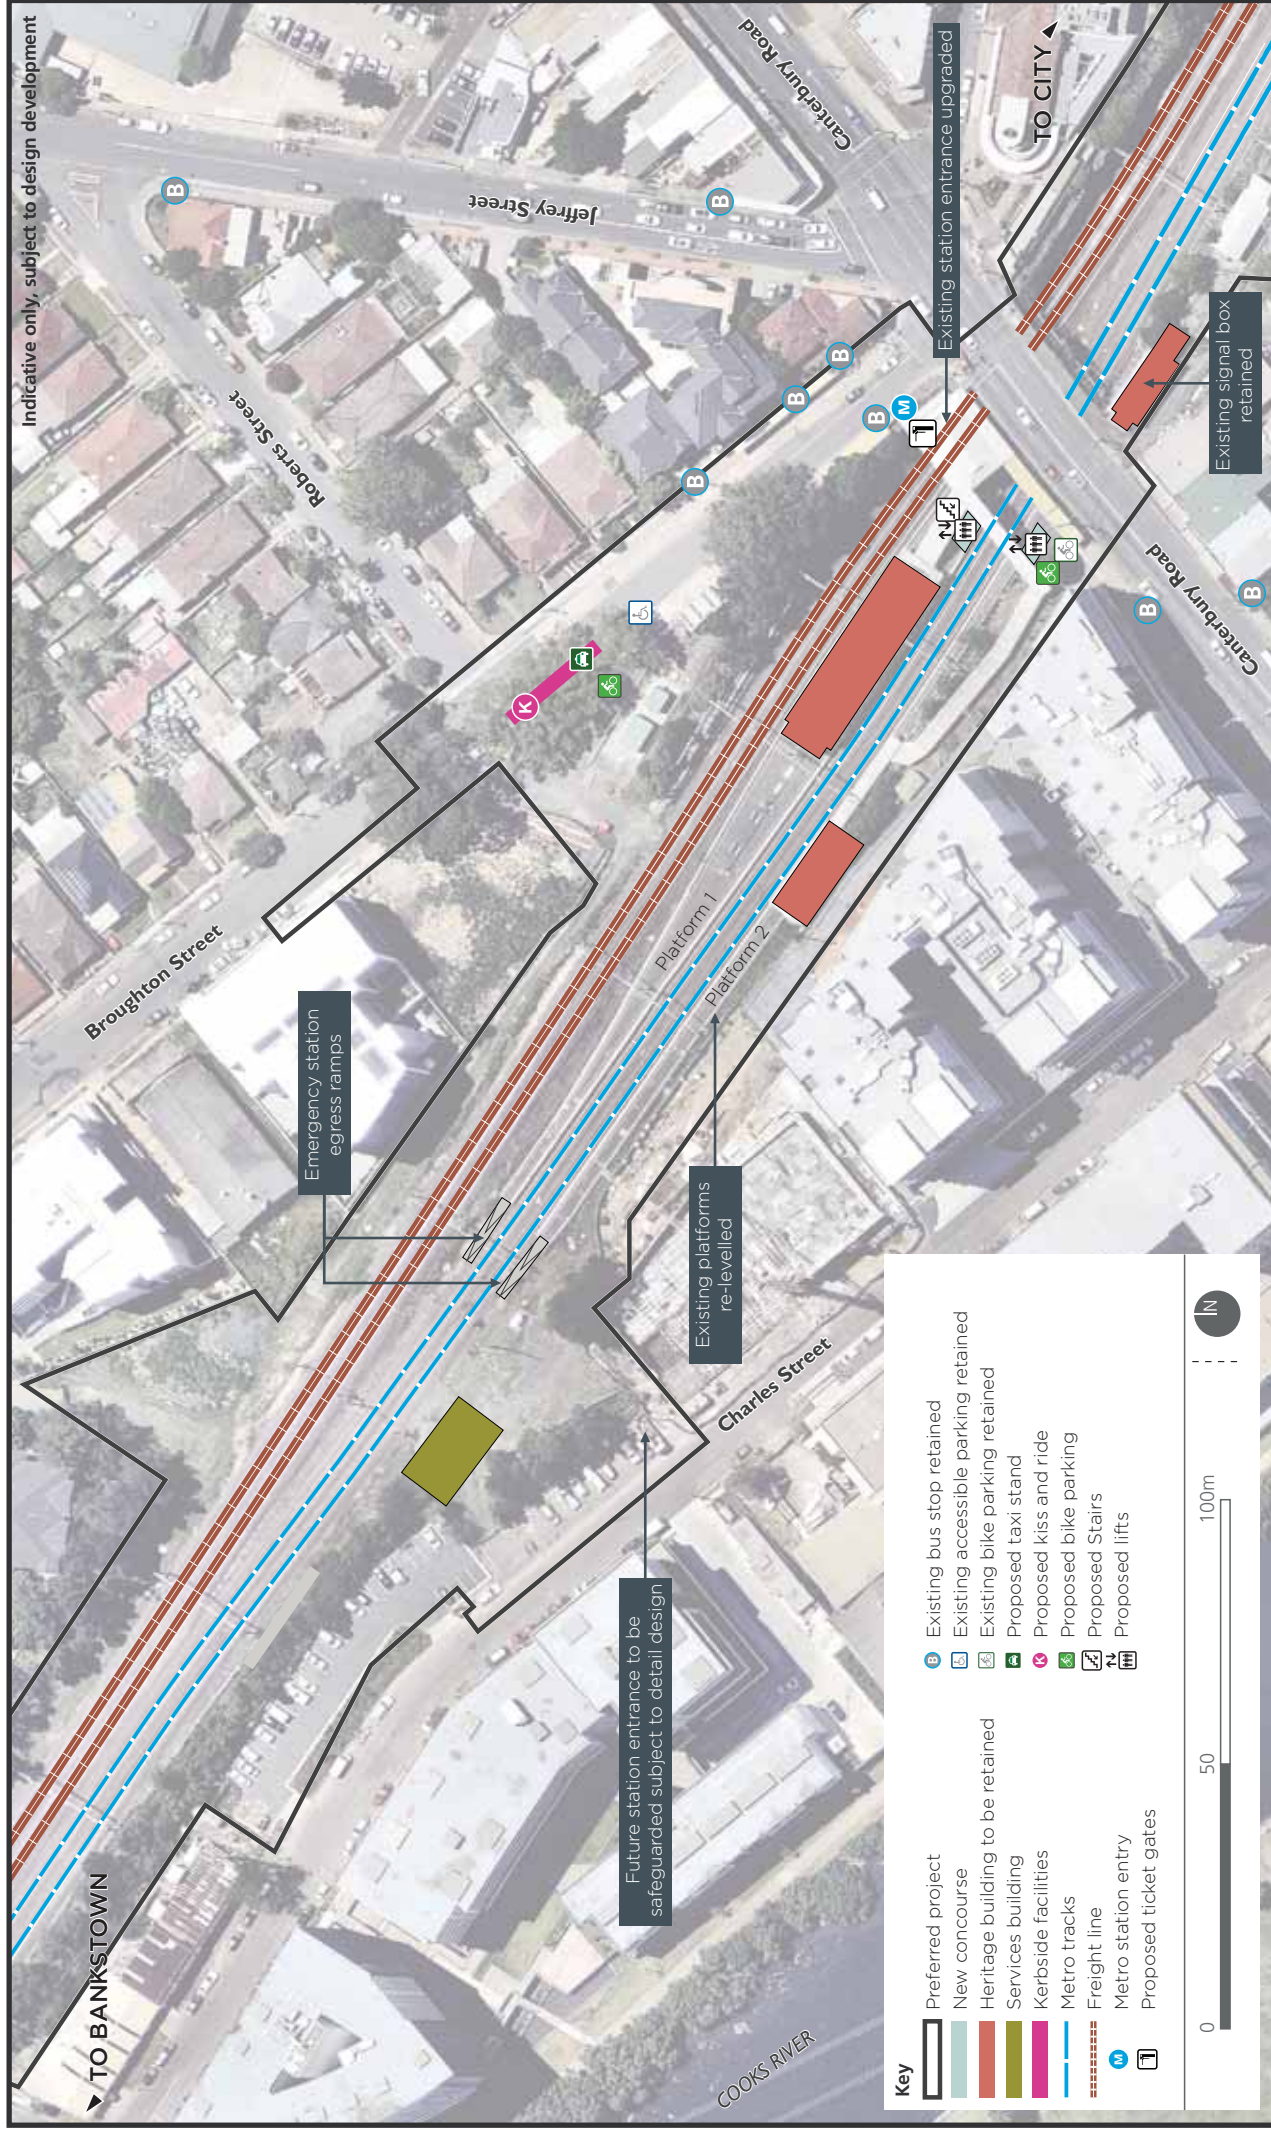 Indicative only, subject to design development
TO BANKSTOWN
TO CITY
Broughton Street
Roberts Street
Jeffrey Street
Canterbury Road
Emergency station
egress ramps
Existing station entrance upgraded
K
B
B
B
B
B
B
M
Platform 1
Platform 2
Existing platforms
re-levelled
Charles Street
Future station entrance to be
safeguarded subject to detail design
Existing signal box
retained
Canterbury Road
B
B
COOKS RIVER
Key
Preferred project
New concourse
Heritage building to be retained
Services building
Kerbside facilities
Metro tracks
Freight line
M Metro station entry
Proposed ticket gates
B Existing bus stop retained
Existing accessible parking retained
Existing bike parking retained
Proposed taxi stand
K Proposed kiss and ride
Proposed bike parking
Proposed Stairs
Proposed lifts
0 50 100m
N